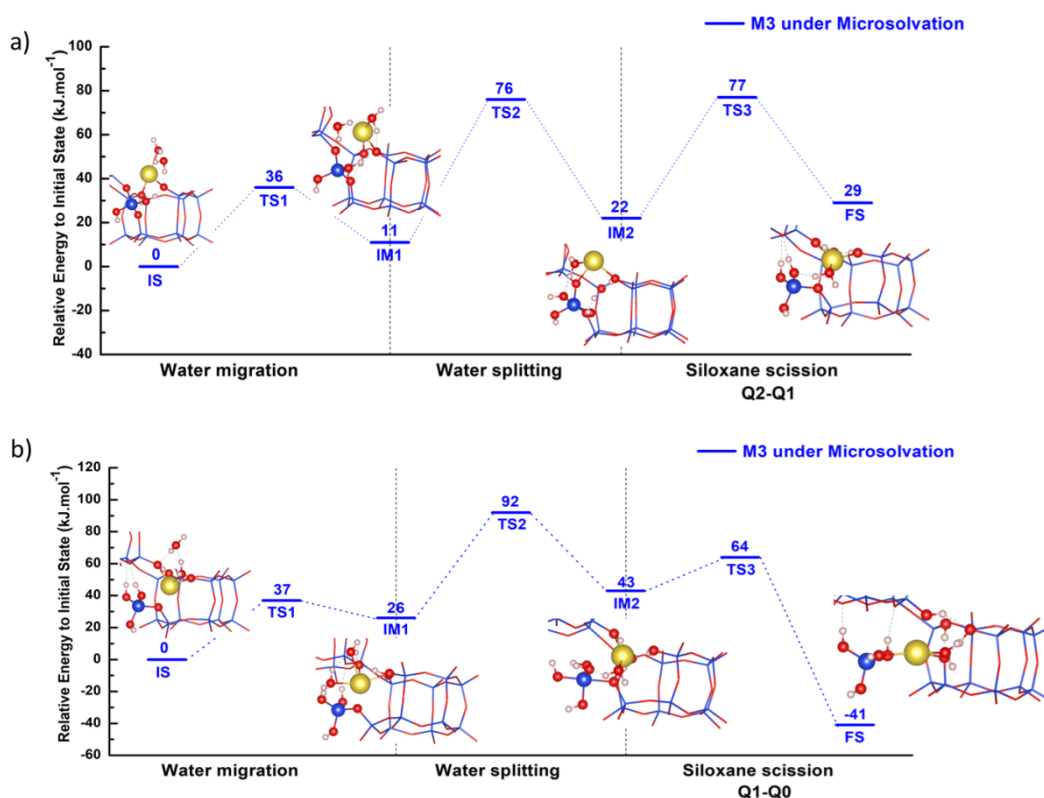 a)
M3 under Microsolvation
Relative Energy to Initial State (kJ.mol⁻¹)
100
80
60
40
20
0
-20
-40
0
IS
36
TS1
11
IM1
76
TS2
22
IM2
77
TS3
29
FS
Water migration
Water splitting
Siloxane scission
Q2-Q1
b)
M3 under Microsolvation
Relative Energy to Initial State (kJ.mol⁻¹)
120
100
80
60
40
20
0
-20
-40
-60
0
IS
37
TS1
26
IM1
92
TS2
43
IM2
64
TS3
-41
FS
Water migration
Water splitting
Siloxane scission
Q1-Q0